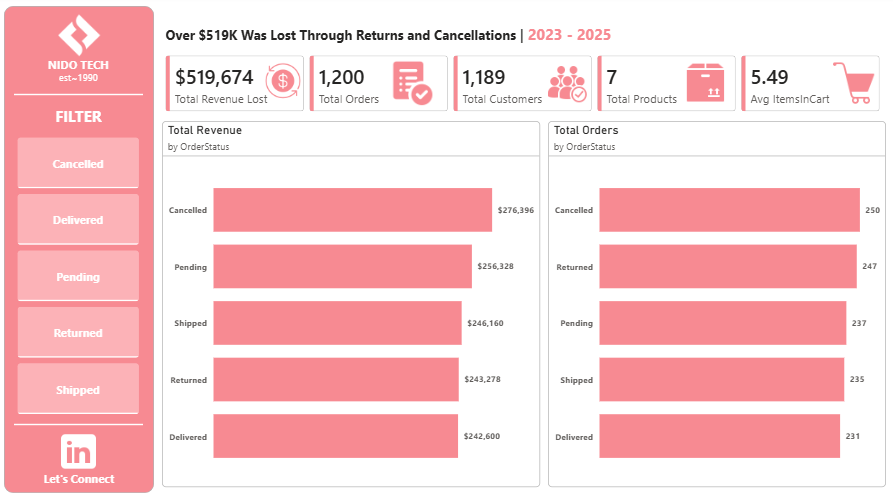 NIDO TECH
est–1990
FILTER
Cancelled
Delivered
Pending
Returned
Shipped
in
Let's Connect
Over $519K Was Lost Through Returns and Cancellations | 2023 - 2025
$519,674
Total Revenue Lost
1,200
Total Orders
1,189
Total Customers
7
Total Products
5.49
Avg ItemsInCart
Total Revenue
by OrderStatus
Cancelled $276,396
Pending $256,328
Shipped $246,160
Returned $243,278
Delivered $242,600
Total Orders
by OrderStatus
Cancelled 250
Returned 247
Pending 237
Shipped 235
Delivered 231